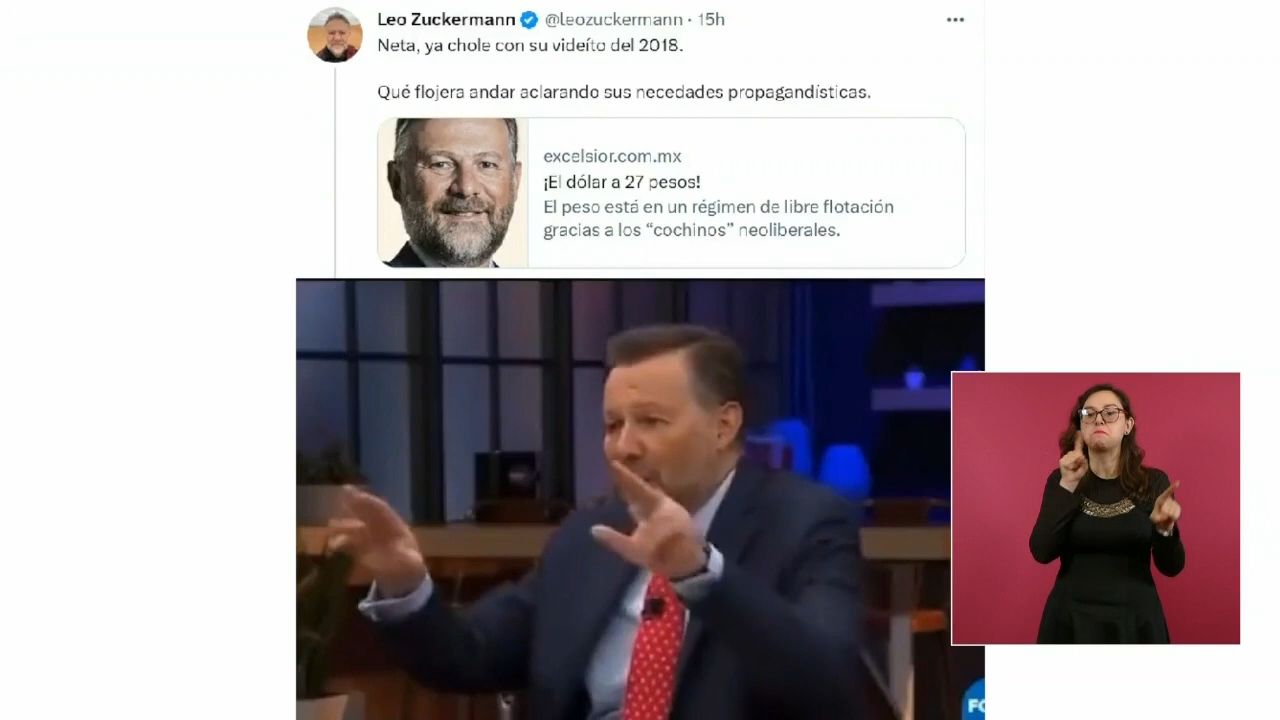 Leo Zuckermann @leozuckermann · 15h
Neta, ya chole con su videíto del 2018.
Qué flojera andar aclarando sus necedades propagandísticas.
excelsior.com.mx
¡El dólar a 27 pesos!
El peso está en un régimen de libre flotación
gracias a los “cochinos” neoliberales.